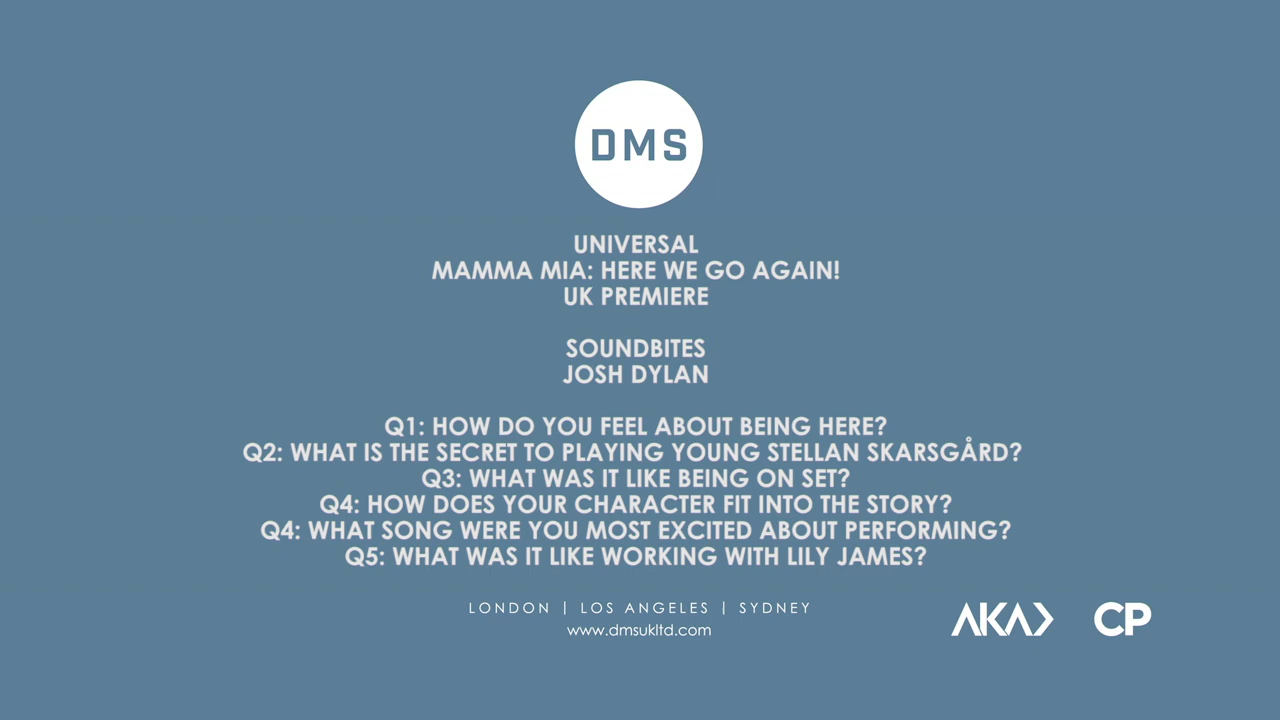 DMS
UNIVERSAL
MAMMA MIA: HERE WE GO AGAIN!
UK PREMIERE
SOUNDBITES
JOSH DYLAN
Q1: HOW DO YOU FEEL ABOUT BEING HERE?
Q2: WHAT IS THE SECRET TO PLAYING YOUNG STELLAN SKARSGÅRD?
Q3: WHAT WAS IT LIKE BEING ON SET?
Q4: HOW DOES YOUR CHARACTER FIT INTO THE STORY?
Q4: WHAT SONG WERE YOU MOST EXCITED ABOUT PERFORMING?
Q5: WHAT WAS IT LIKE WORKING WITH LILY JAMES?
LONDON | LOS ANGELES | SYDNEY
www.dmsukltd.com
AKA CP